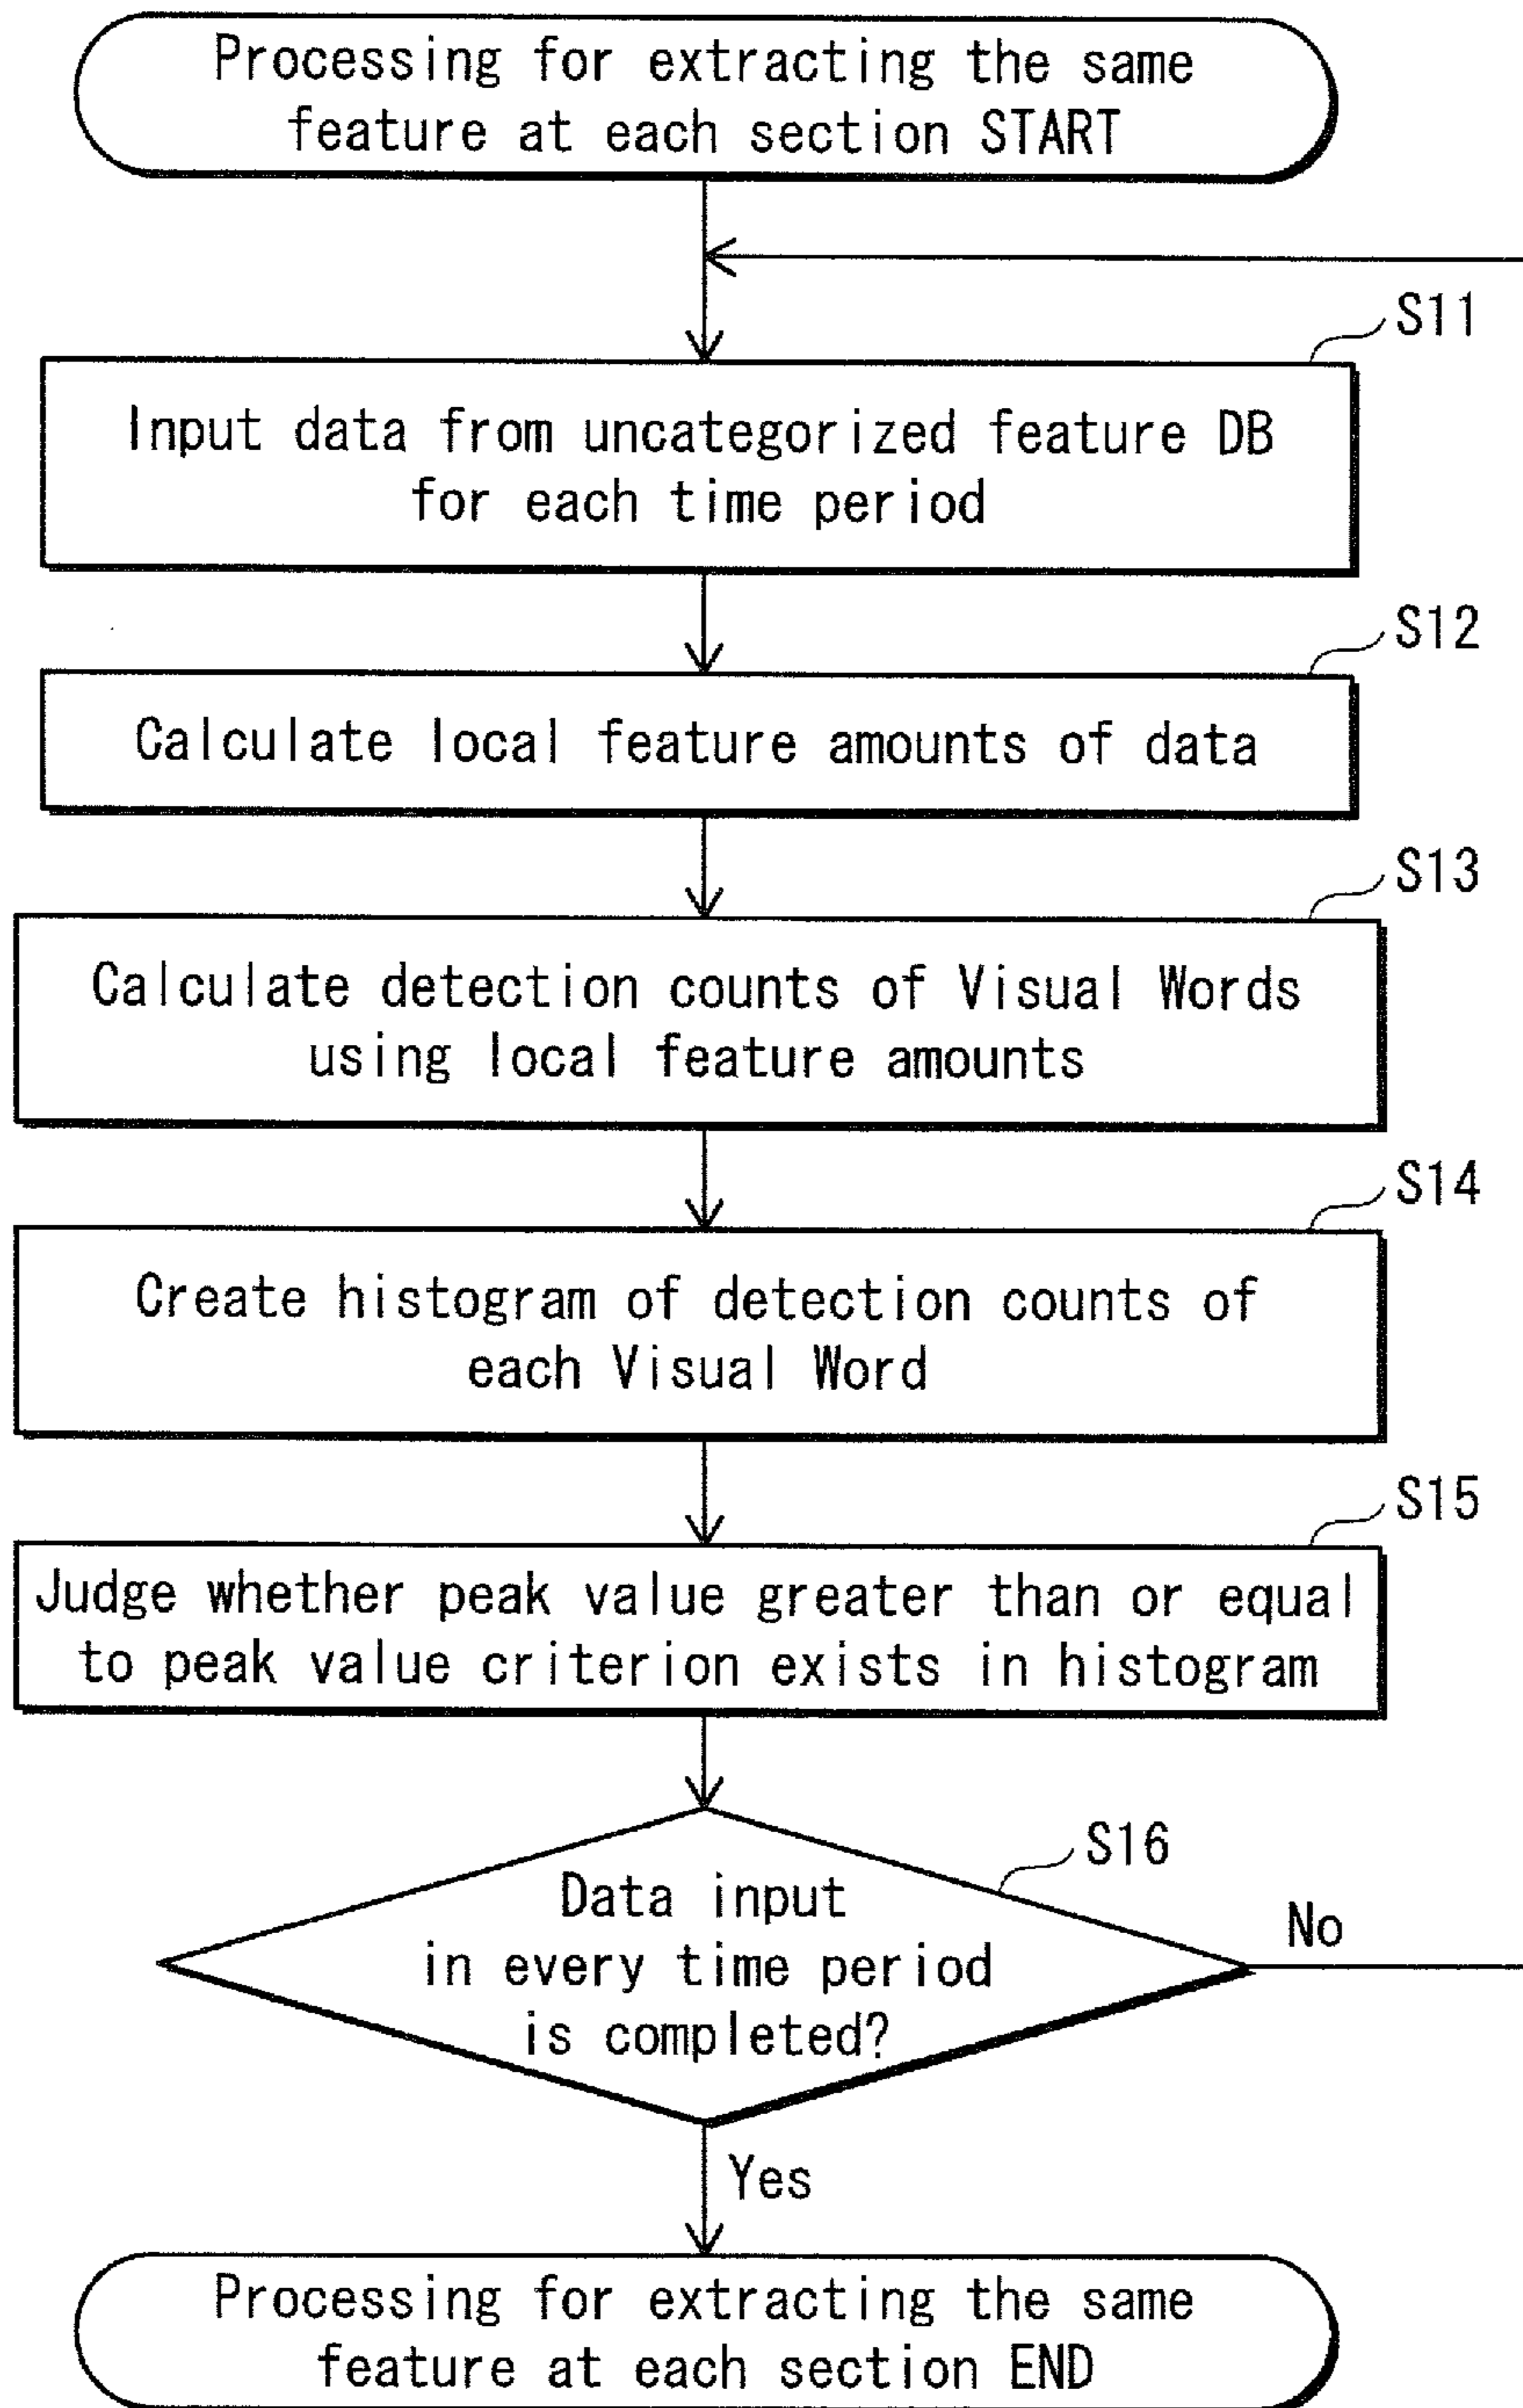 Processing for extracting the same
feature at each section START
S11
Input data from uncategorized feature DB
for each time period
S12
Calculate local feature amounts of data
S13
Calculate detection counts of Visual Words
using local feature amounts
S14
Create histogram of detection counts of
each Visual Word
S15
Judge whether peak value greater than or equal
to peak value criterion exists in histogram
S16
Data input
in every time period
is completed?
No
Yes
Processing for extracting the same
feature at each section END